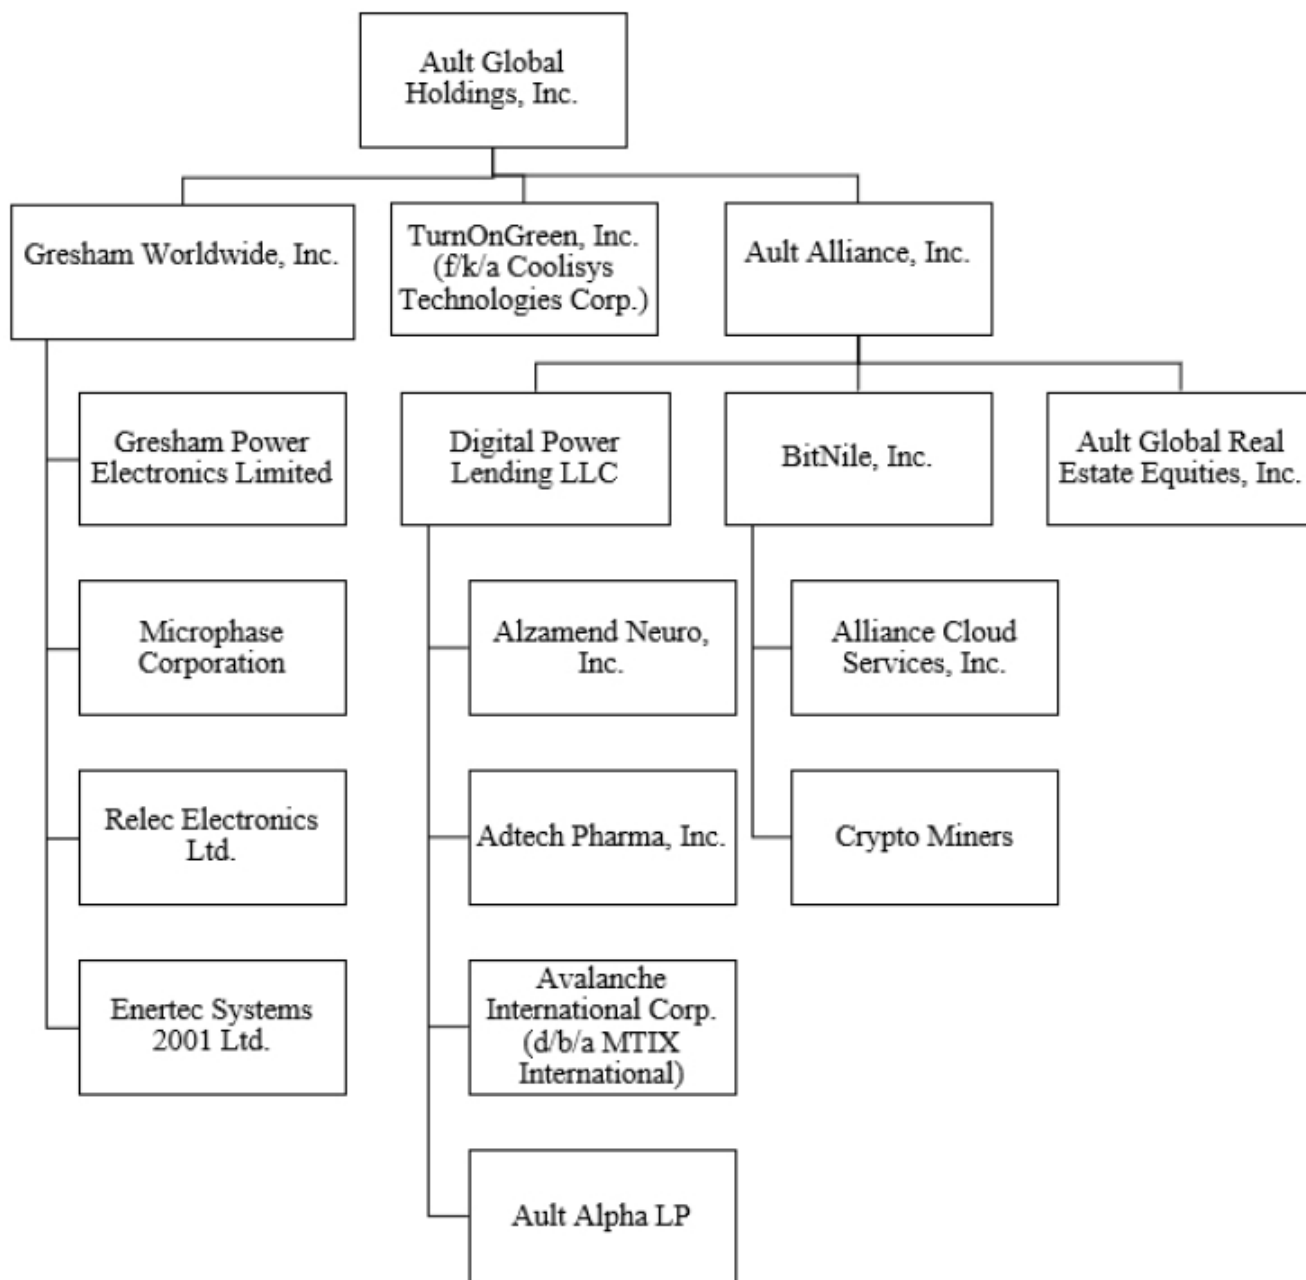 Ault Global
Holdings, Inc.
Gresham Worldwide, Inc.
TurnOnGreen, Inc.
(f/k/a Coolisys
Technologies Corp.)
Ault Alliance, Inc.
Gresham Power
Electronics Limited
Digital Power
Lending LLC
BitNile, Inc.
Ault Global Real
Estate Equities, Inc.
Microphase
Corporation
Alzamend Neuro,
Inc.
Alliance Cloud
Services, Inc.
Relec Electronics
Ltd.
Adtech Pharma, Inc.
Crypto Miners
Enertec Systems
2001 Ltd.
Avalanche
International Corp.
(d/b/a MTIX
International)
Ault Alpha LP